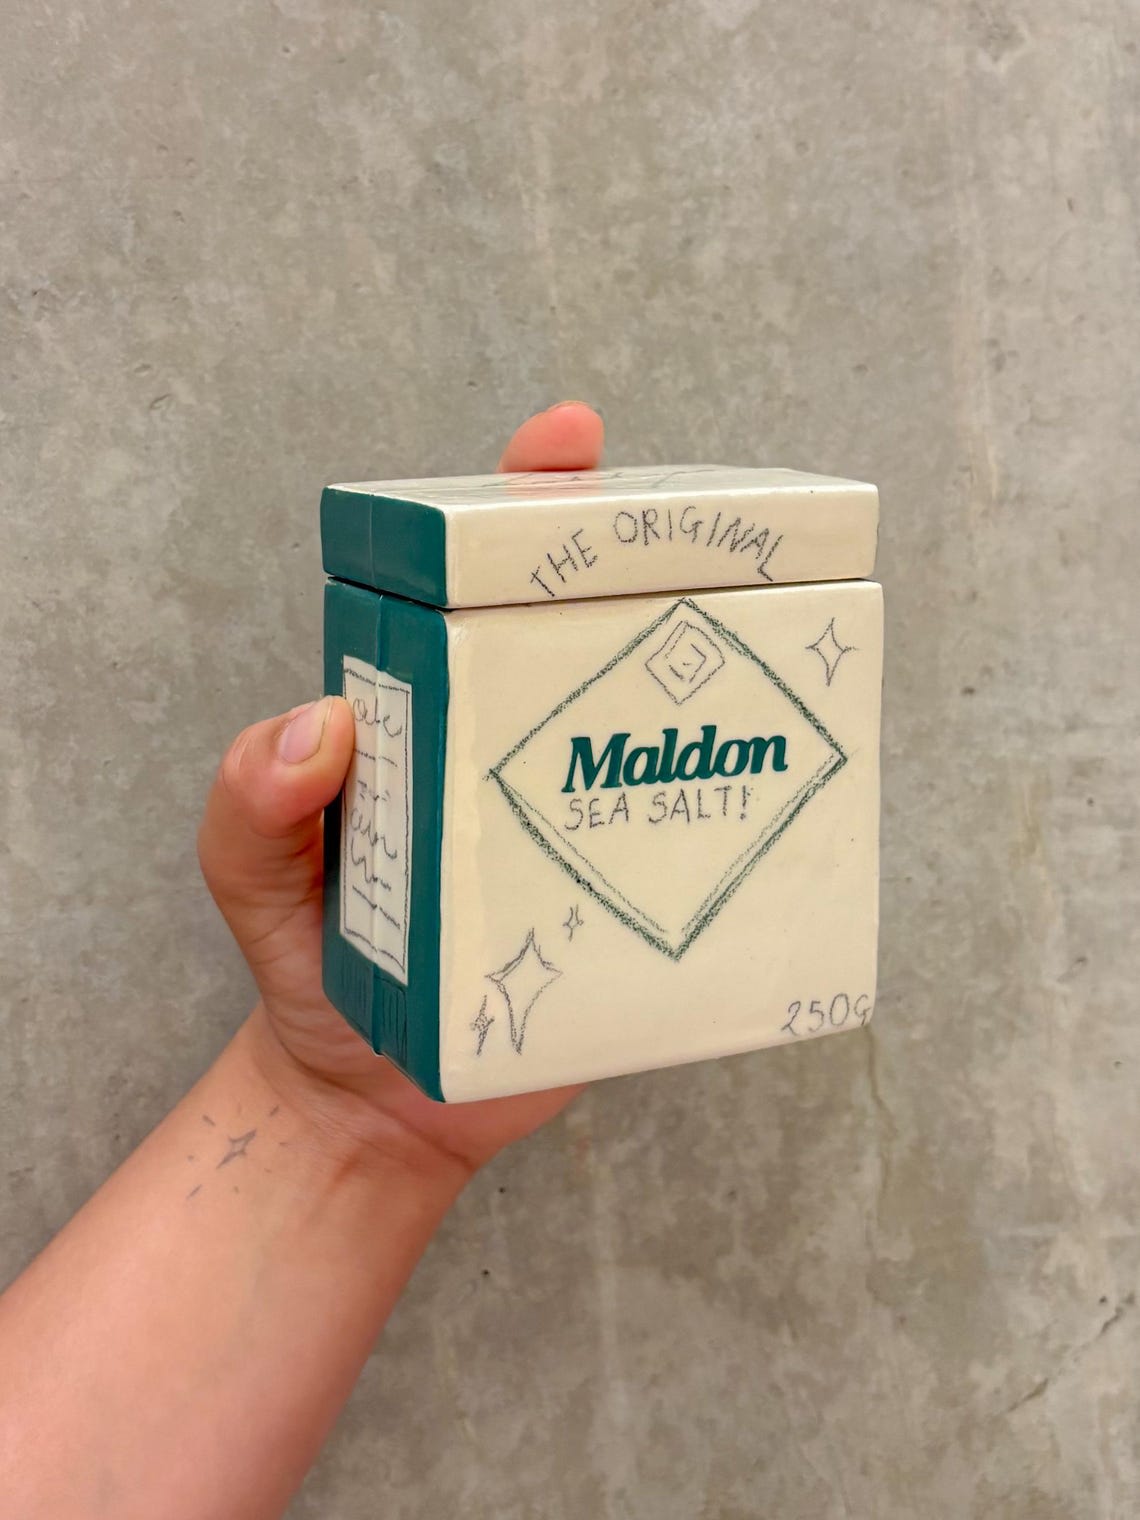 THE ORIGINAL
Maldon
SEA SALT!
250G